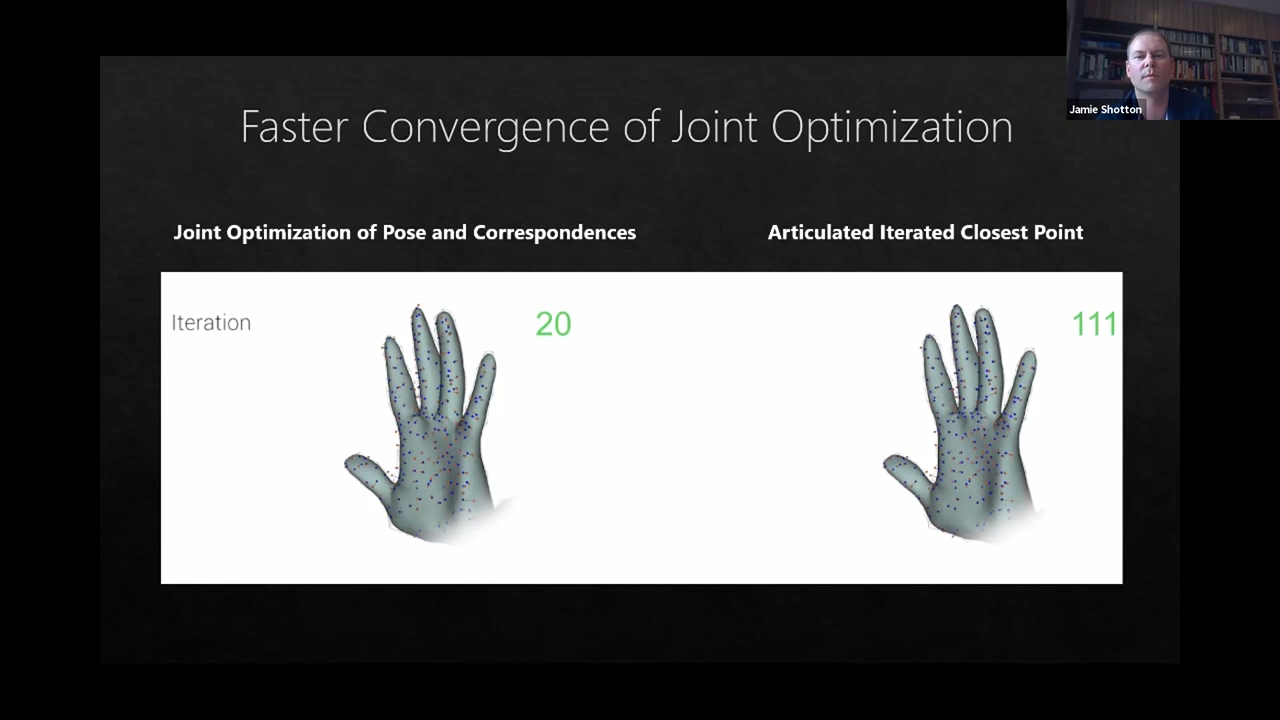 Jamie Shotton
Faster Convergence of Joint Optimization
Joint Optimization of Pose and Correspondences
Articulated Iterated Closest Point
Iteration
20
111